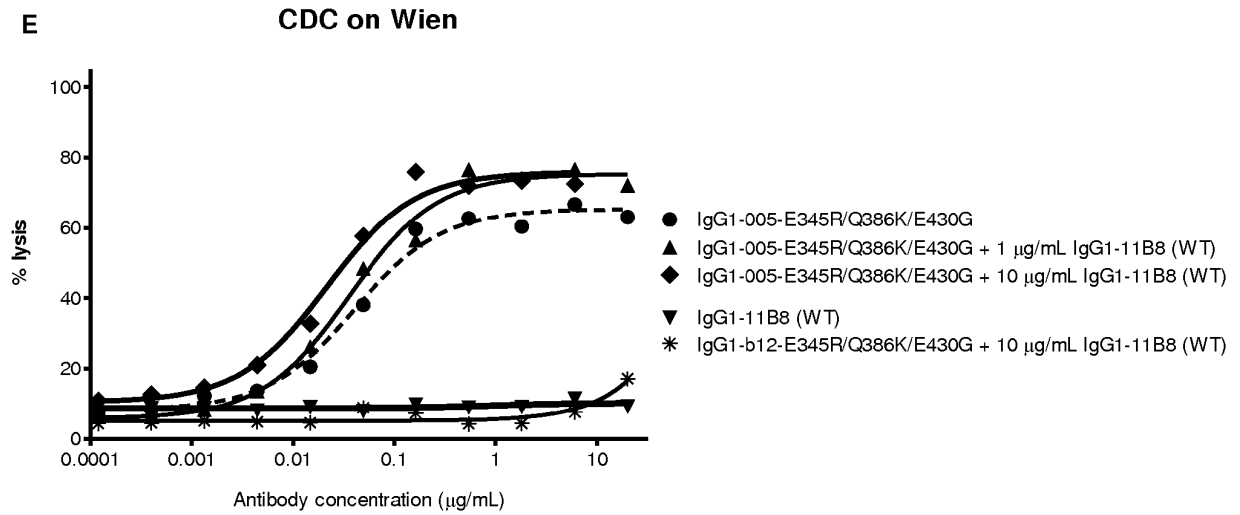 E
CDC on Wien
% lysis
100
80
60
40
20
0
0.0001 0.001 0.01 0.1 1 10
Antibody concentration (μg/mL)
IgG1-005-E345R/Q386K/E430G
IgG1-005-E345R/Q386K/E430G + 1 μg/mL IgG1-11B8 (WT)
IgG1-005-E345R/Q386K/E430G + 10 μg/mL IgG1-11B8 (WT)
IgG1-11B8 (WT)
IgG1-b12-E345R/Q386K/E430G + 10 μg/mL IgG1-11B8 (WT)